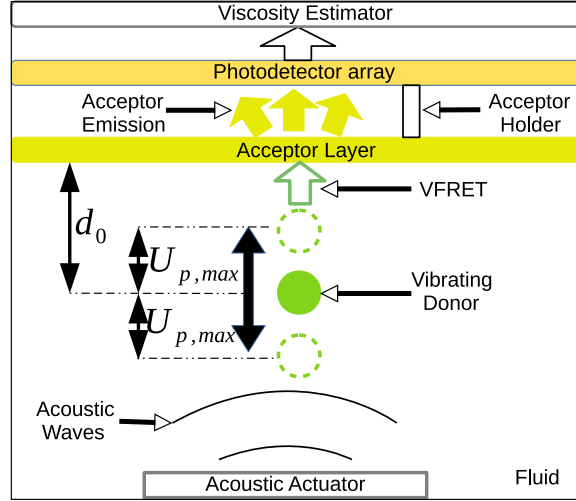 Viscosity Estimator
Photodetector array
Acceptor
Emission
Acceptor
Holder
Acceptor Layer
VFRET
d0
Up,max
Vibrating
Donor
Up,max
Acoustic
Waves
Fluid
Acoustic Actuator